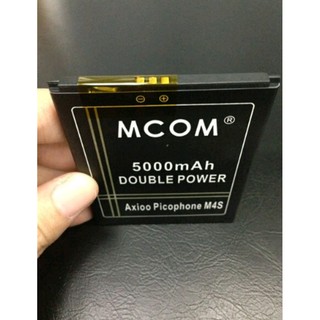 MCOM®
5000mAh
DOUBLE POWER
Axioo Picophone M4S